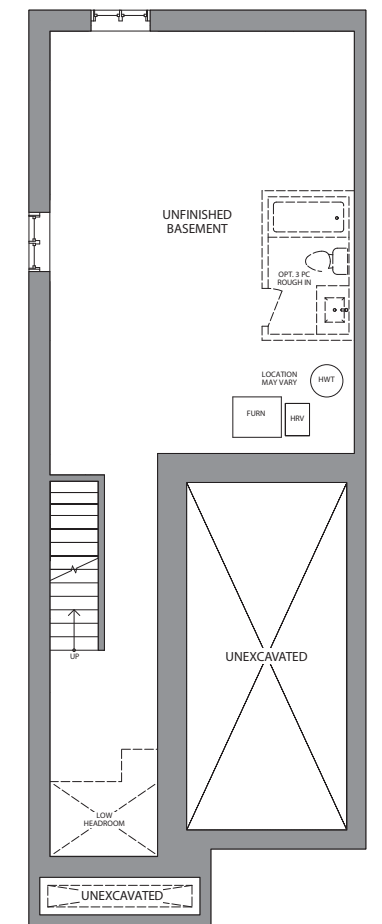 UNFINISHED
BASEMENT
OPT. 3 PC
ROUGH IN
LOCATION
MAY VARY
HWT
FURN
HRV
UP
UNEXCAVATED
LOW
HEADROOM
UNEXCAVATED